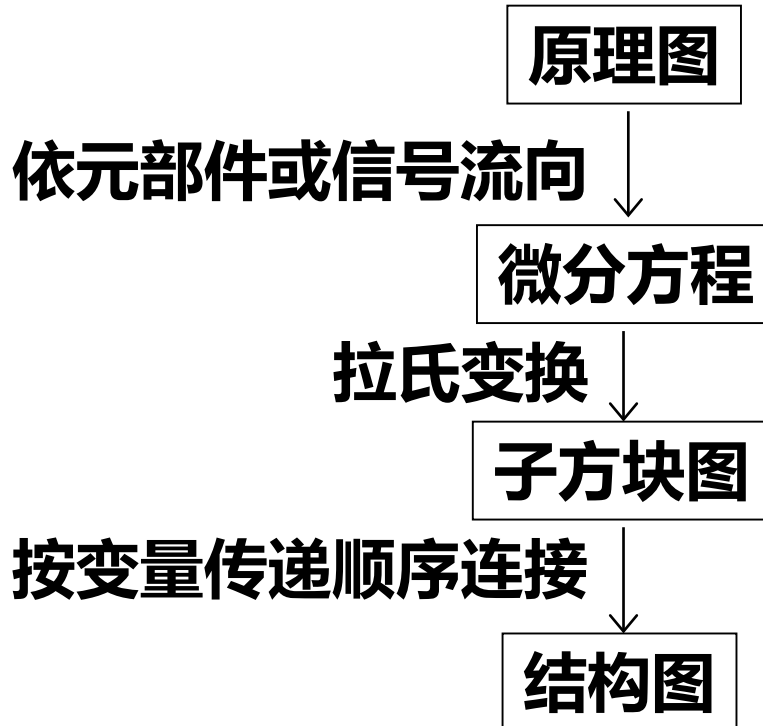 原理图
依元部件或信号流向
微分方程
拉氏变换
子方块图
按变量传递顺序连接
结构图